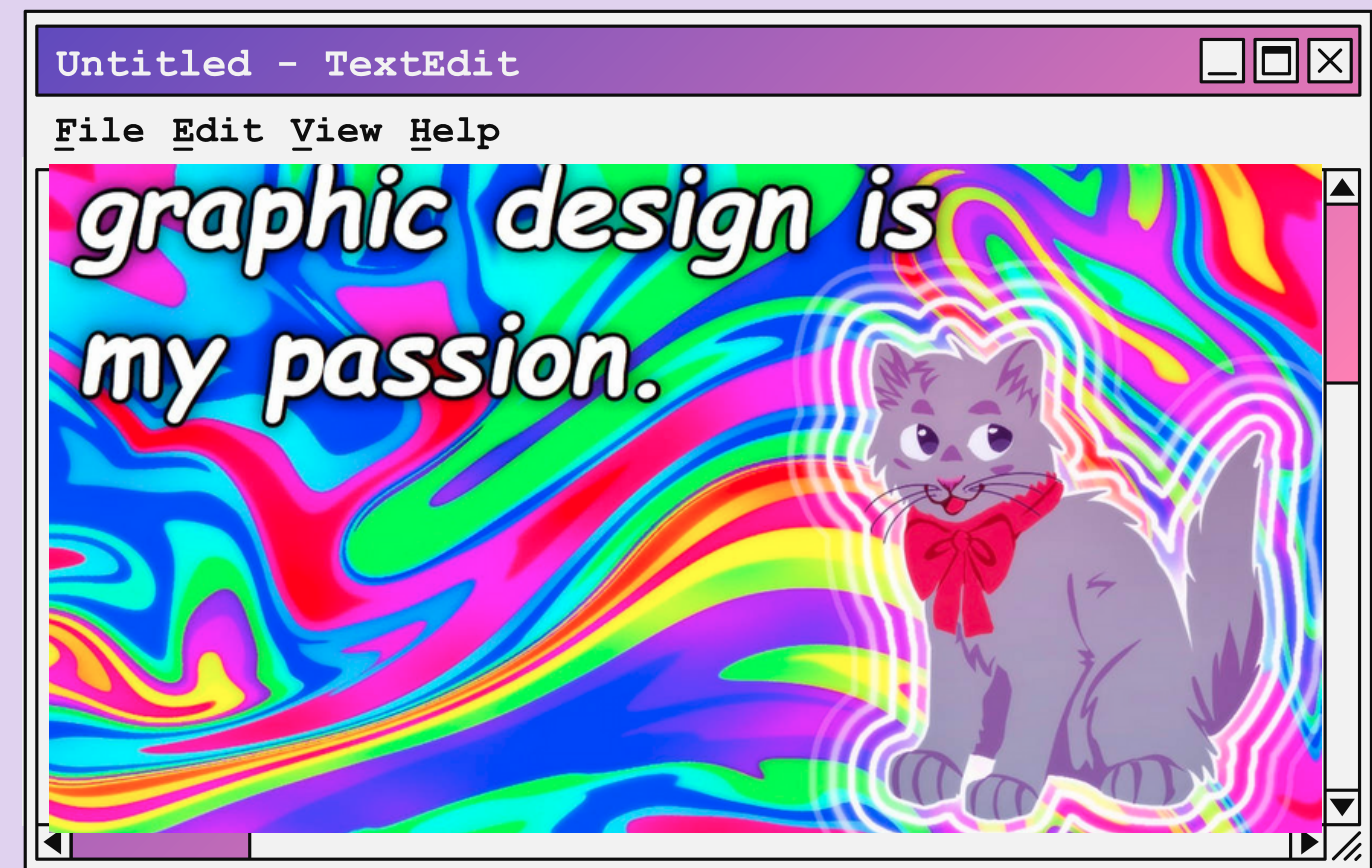 Untitled - TextEdit
File Edit View Help
graphic design is
my passion.